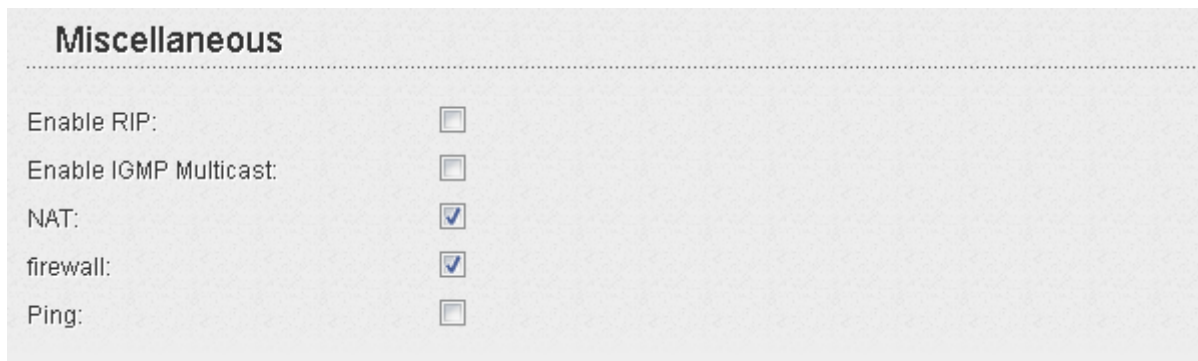 Miscellaneous
Enable RIP:
Enable IGMP Multicast:
NAT:
firewall:
Ping: